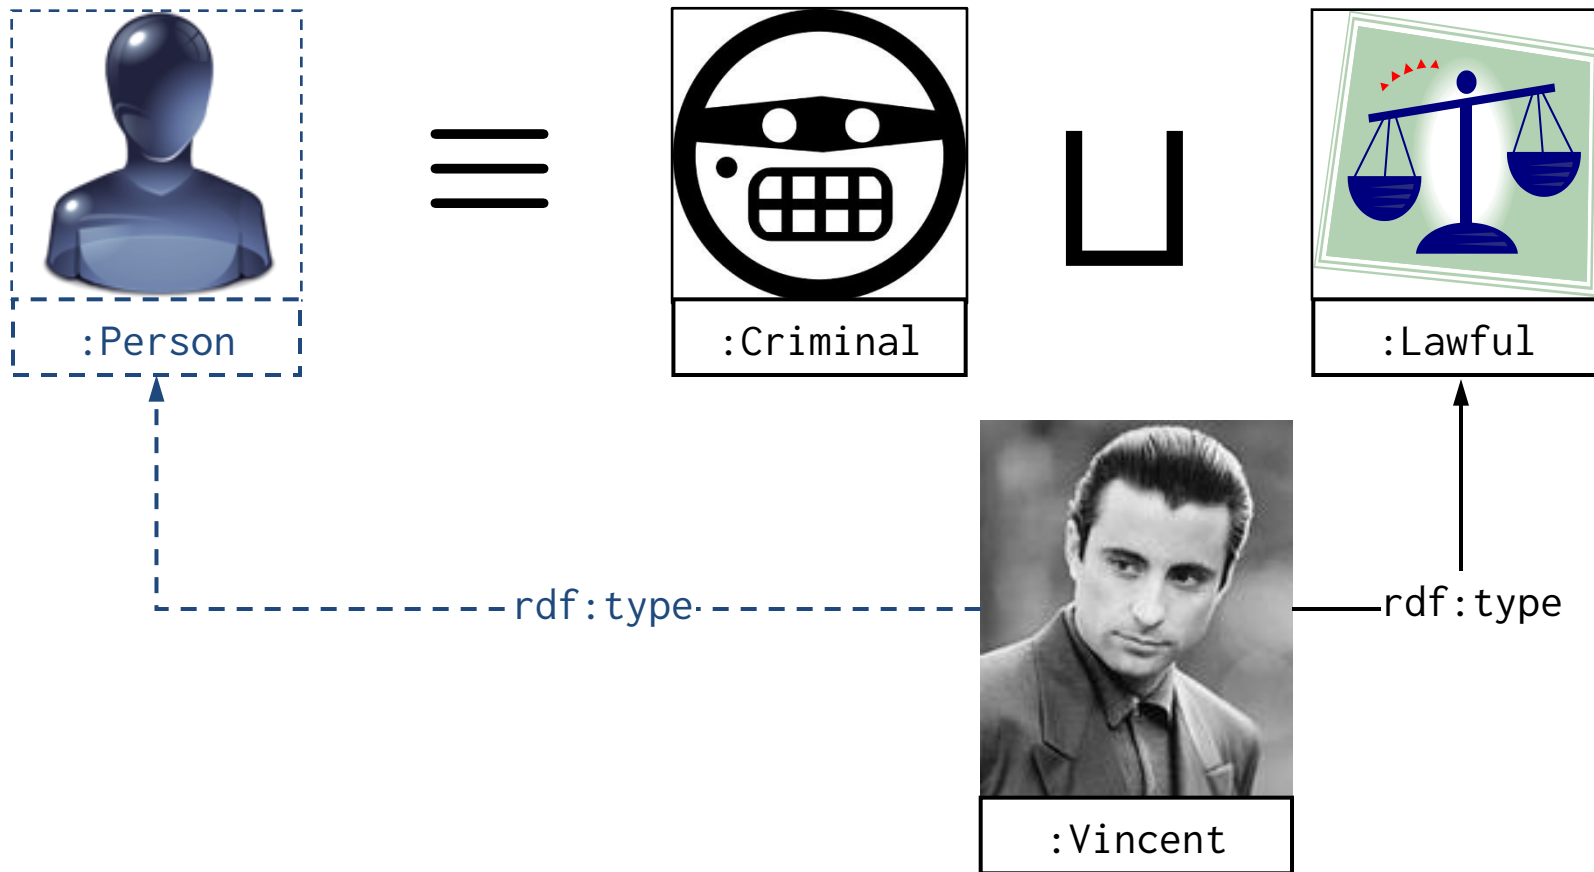 :Person
≡
:Criminal
⊔
:Lawful
rdf:type
rdf:type
:Vincent